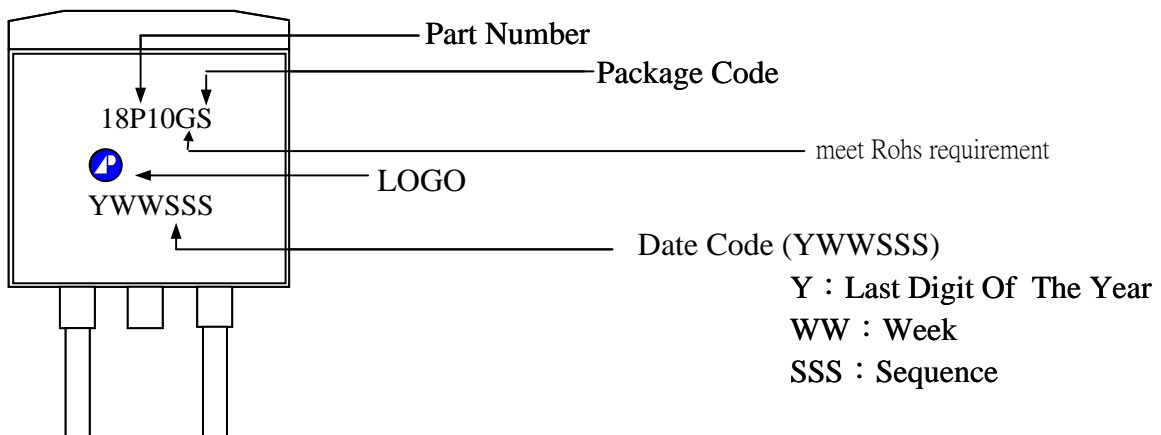 Part Number
Package Code
18P10GS
meet Rohs requirement
LOGO
YWWSSS
Date Code (YWWSSS)
Y：Last Digit Of The Year
WW：Week
SSS：Sequence